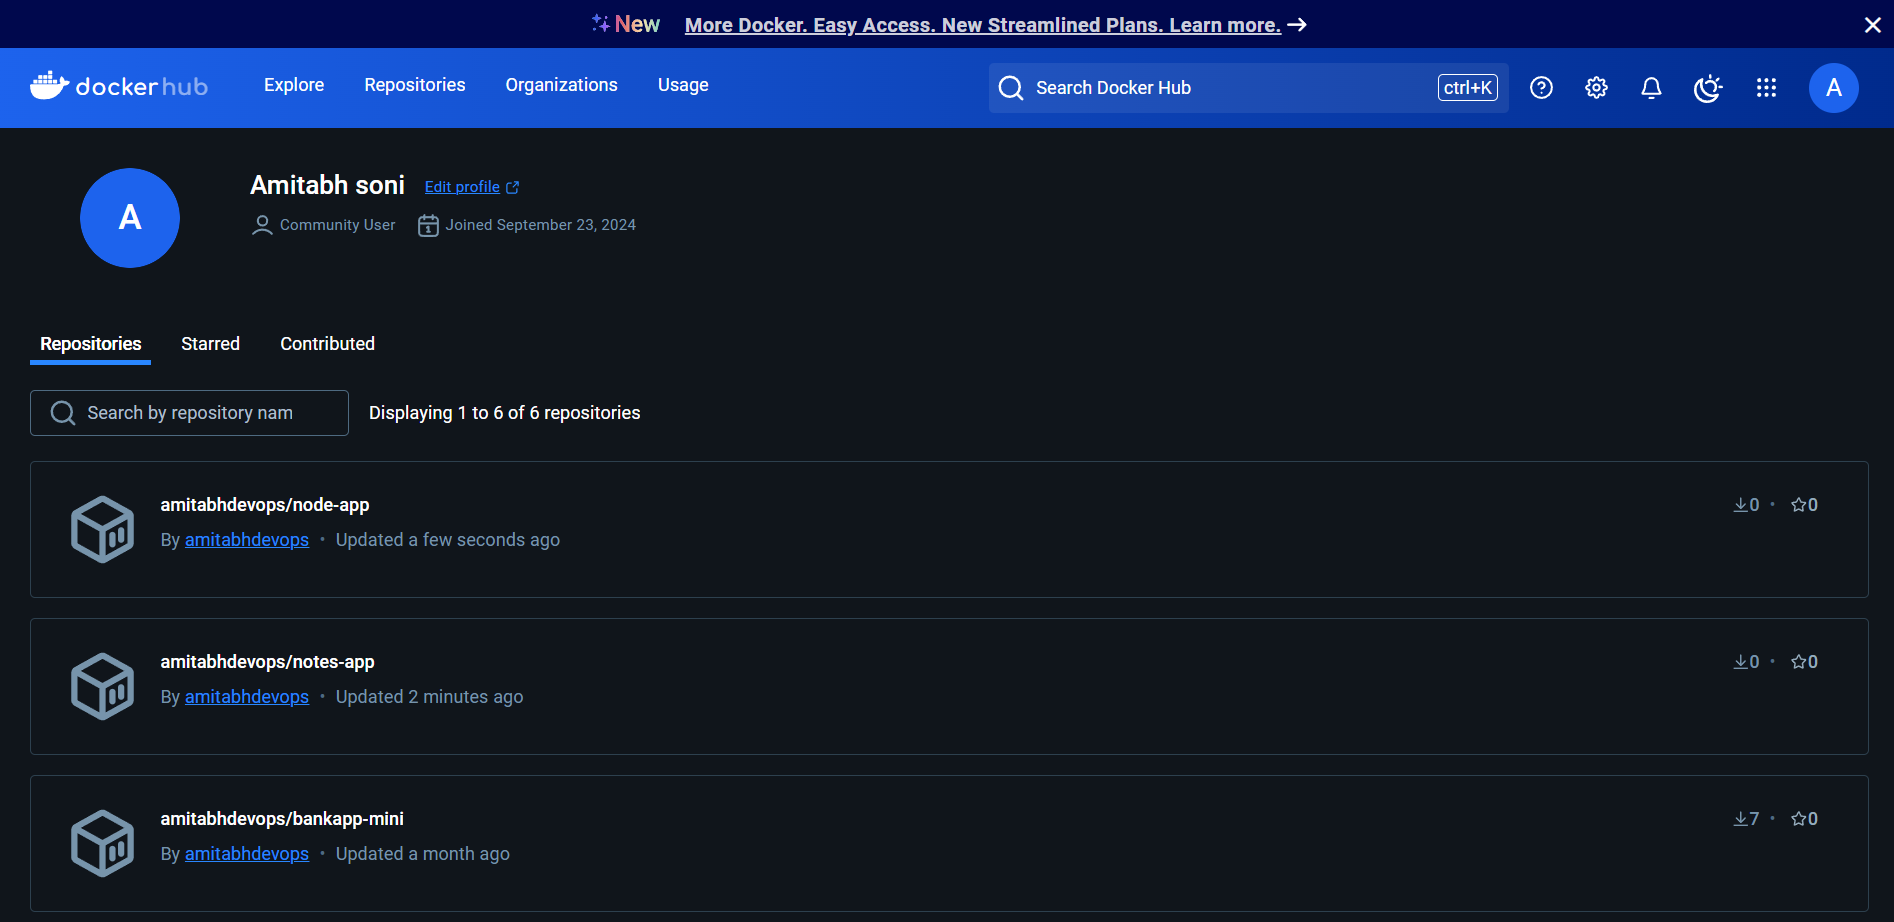 New More Docker. Easy Access. New Streamlined Plans. Learn more.
dockerhub Explore Repositories Organizations Usage Search Docker Hub ctrl+K A
A
Amitabh soni Edit profile
Community User Joined September 23, 2024
Repositories Starred Contributed
Search by repository nam Displaying 1 to 6 of 6 repositories
amitabhdevops/node-app 0 • 0
By amitabhdevops • Updated a few seconds ago
amitabhdevops/notes-app 0 • 0
By amitabhdevops • Updated 2 minutes ago
amitabhdevops/bankapp-mini 7 • 0
By amitabhdevops • Updated a month ago